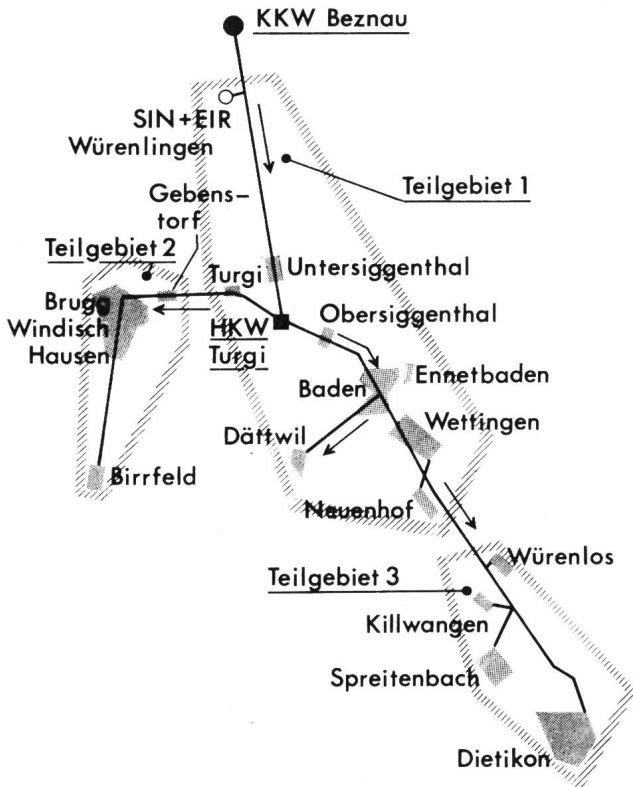 KKW Beznau
SIN+EIR
Würenlingen
Teilgebiet 1
Gebens-
torf
Teilgebiet 2
Turgi
Untersiggenthal
Brugg
Windisch
Hausen
HKW
Turgi
Obersiggenthal
Baden
Ennetbaden
Wettingen
Dättwil
Birrfeld
Neuenhof
Würenlos
Teilgebiet 3
Killwangen
Spreitenbach
Dietikon